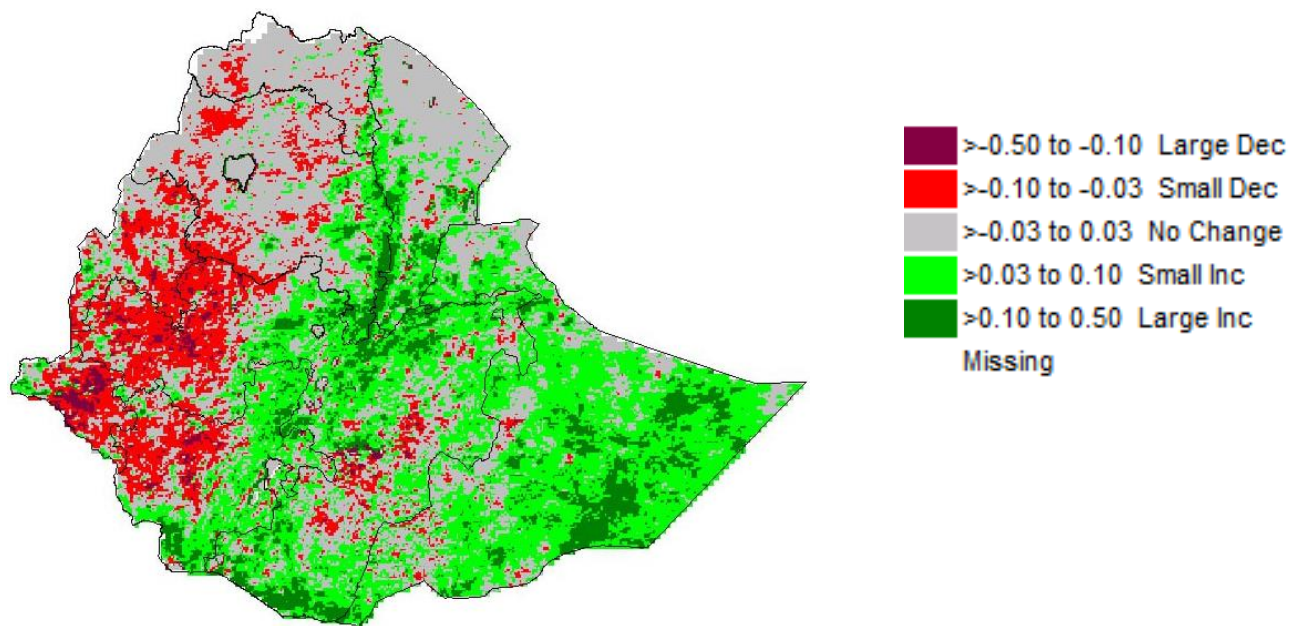 >-0.50 to -0.10 Large Dec
>-0.10 to -0.03 Small Dec
>-0.03 to 0.03 No Change
>0.03 to 0.10 Small Inc
>0.10 to 0.50 Large Inc
Missing